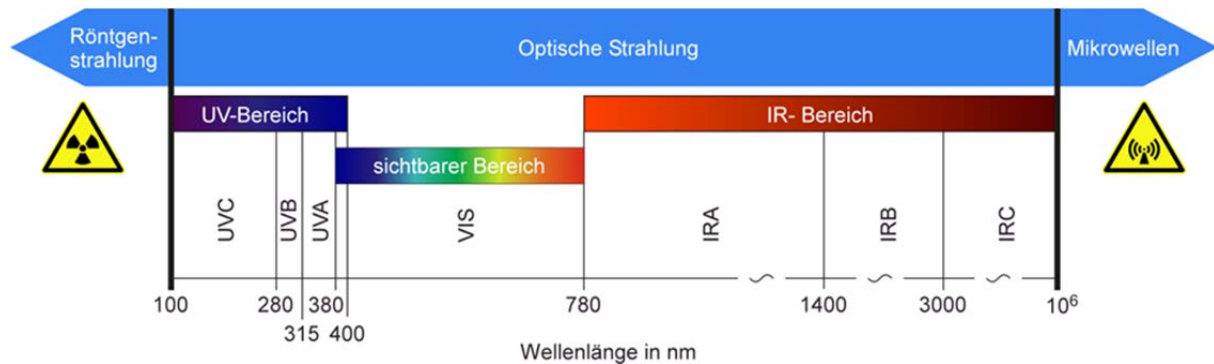 Röntgen-
strahlung
Optische Strahlung
Mikrowellen
UV-Bereich
IR- Bereich
sichtbarer Bereich
UVC
UVB
UVA
VIS
IRA
IRB
IRC
100
280
315
380
400
780
1400
3000
10⁶
Wellenlänge in nm